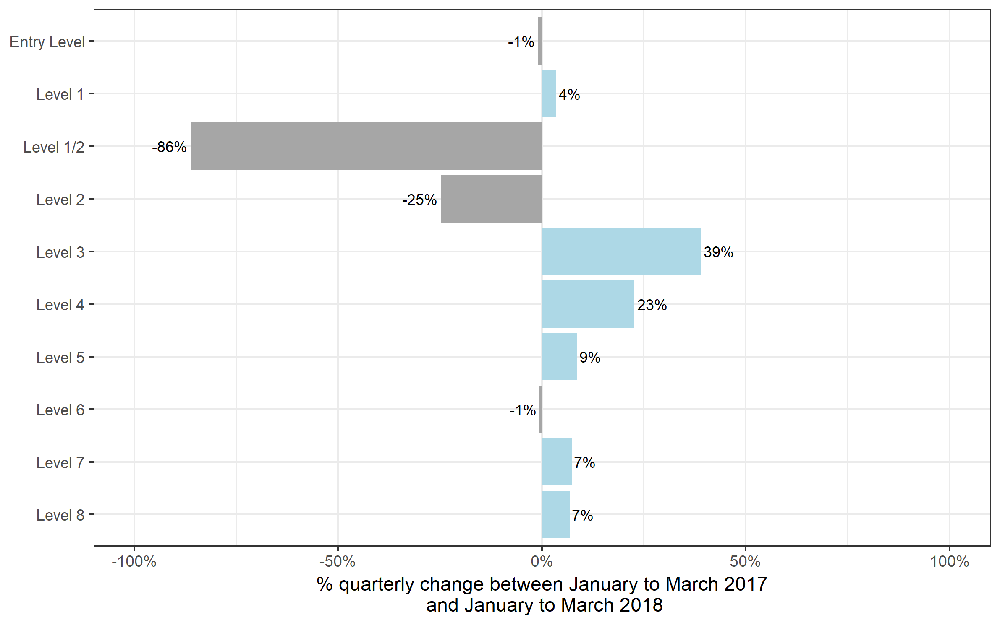 Entry Level -1%
Level 1 4%
Level 1/2 -86%
Level 2 -25%
Level 3 39%
Level 4 23%
Level 5 9%
Level 6 -1%
Level 7 7%
Level 8 7%
-100% -50% 0% 50% 100%
% quarterly change between January to March 2017
and January to March 2018